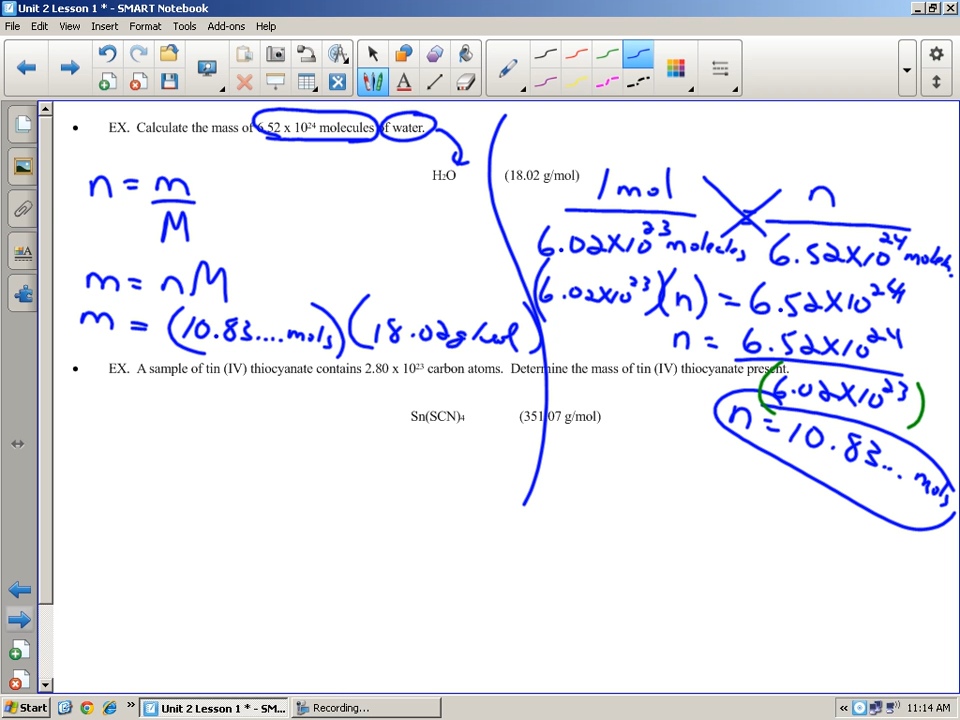 Unit 2 Lesson 1 * - SMART Notebook
File Edit View Insert Format Tools Add-ons Help
• EX. Calculate the mass of 6.52 x 10²⁴ molecules of water.
H₂O (18.02 g/mol)
n = m / M
m = nM
m = (10.83.... mols)(18.02g/mol)
1 mol / 6.02X10²³ molecules = n / 6.52X10²⁴ molec.
(6.02X10²³)(n) = 6.52X10²⁴
n = 6.52X10²⁴ / (6.02X10²³)
n = 10.83... mols
• EX. A sample of tin (IV) thiocyanate contains 2.80 x 10²³ carbon atoms. Determine the mass of tin (IV) thiocyanate present.
Sn(SCN)₄ (351.07 g/mol)
Start » Unit 2 Lesson 1 * - SM... Recording... « 11:14 AM